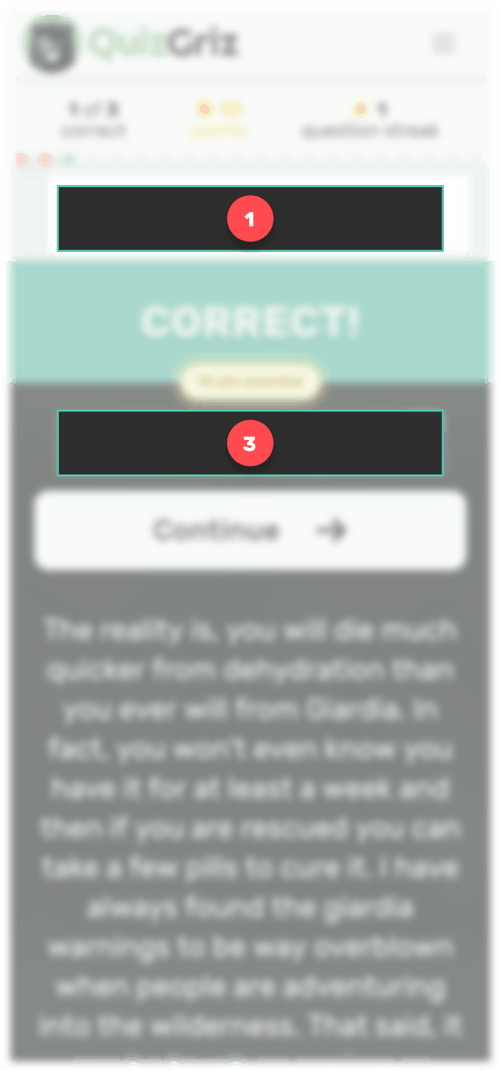 QuizGriz
1 of 3
correct
10
points
1
question streak
1
CORRECT!
3
Continue →
The reality is, you will die much
quicker from dehydration than
you ever will from Giardia. In
fact, you won't even know you
have it for at least a week and
then if you are rescued you can
take a few pills to cure it. I have
always found the giardia
warnings to be way overblown
when people are adventuring
into the wilderness. That said, it